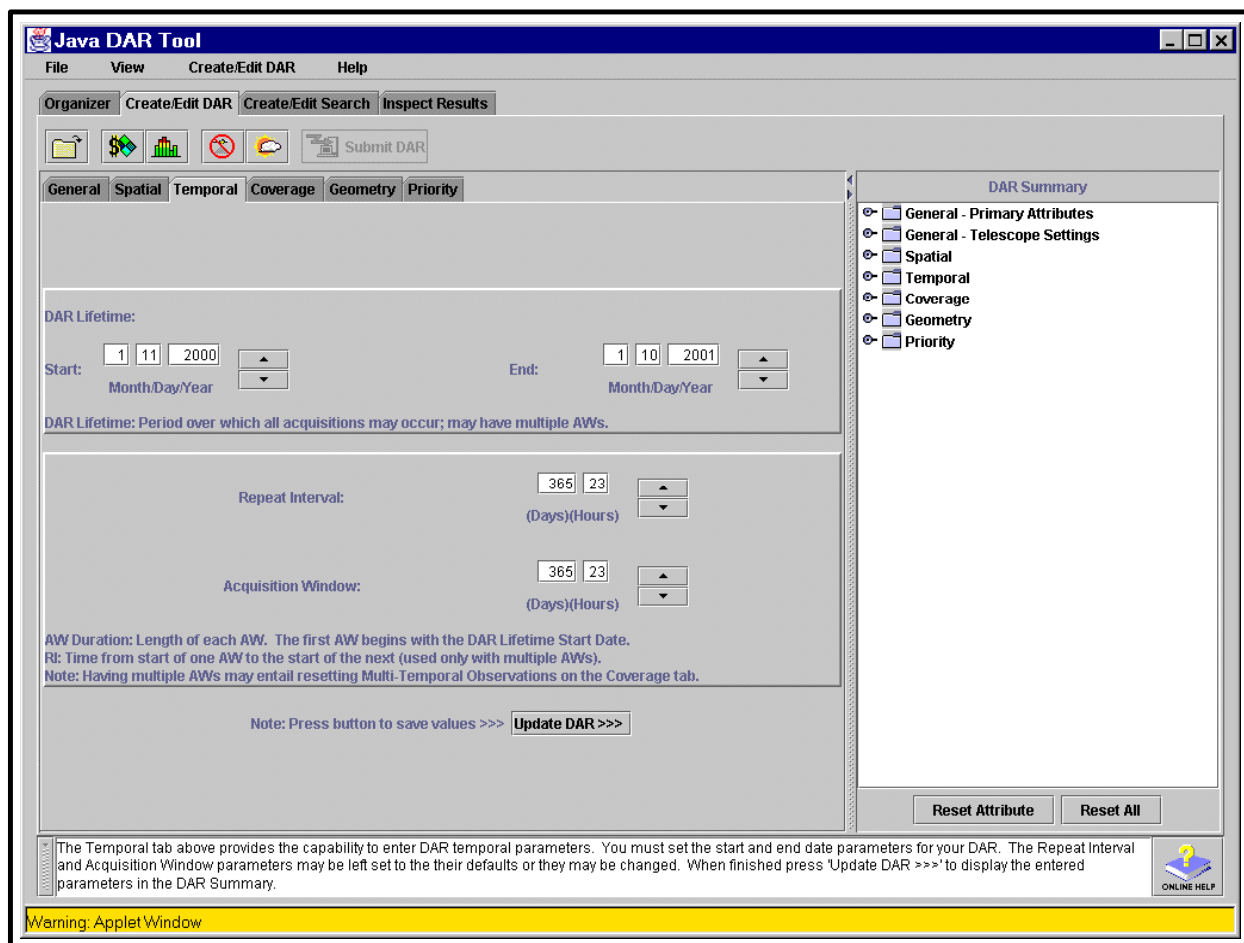 Java DAR Tool
File View Create/Edit DAR Help
Organizer Create/Edit DAR Create/Edit Search Inspect Results
Submit DAR
General Spatial Temporal Coverage Geometry Priority
DAR Summary
General - Primary Attributes
General - Telescope Settings
Spatial
Temporal
Coverage
Geometry
Priority
DAR Lifetime:
Start: 1 11 2000 End: 1 10 2001
Month/Day/Year Month/Day/Year
DAR Lifetime: Period over which all acquisitions may occur; may have multiple AWs.
Repeat Interval: 365 23
(Days)(Hours)
Acquisition Window: 365 23
(Days)(Hours)
AW Duration: Length of each AW. The first AW begins with the DAR Lifetime Start Date.
RI: Time from start of one AW to the start of the next (used only with multiple AWs).
Note: Having multiple AWs may entail resetting Multi-Temporal Observations on the Coverage tab.
Note: Press button to save values >>> Update DAR >>>
Reset Attribute Reset All
The Temporal tab above provides the capability to enter DAR temporal parameters. You must set the start and end date parameters for your DAR. The Repeat Interval
and Acquisition Window parameters may be left set to the their defaults or they may be changed. When finished press 'Update DAR >>>' to display the entered
parameters in the DAR Summary.
ONLINE HELP
Warning: Applet Window